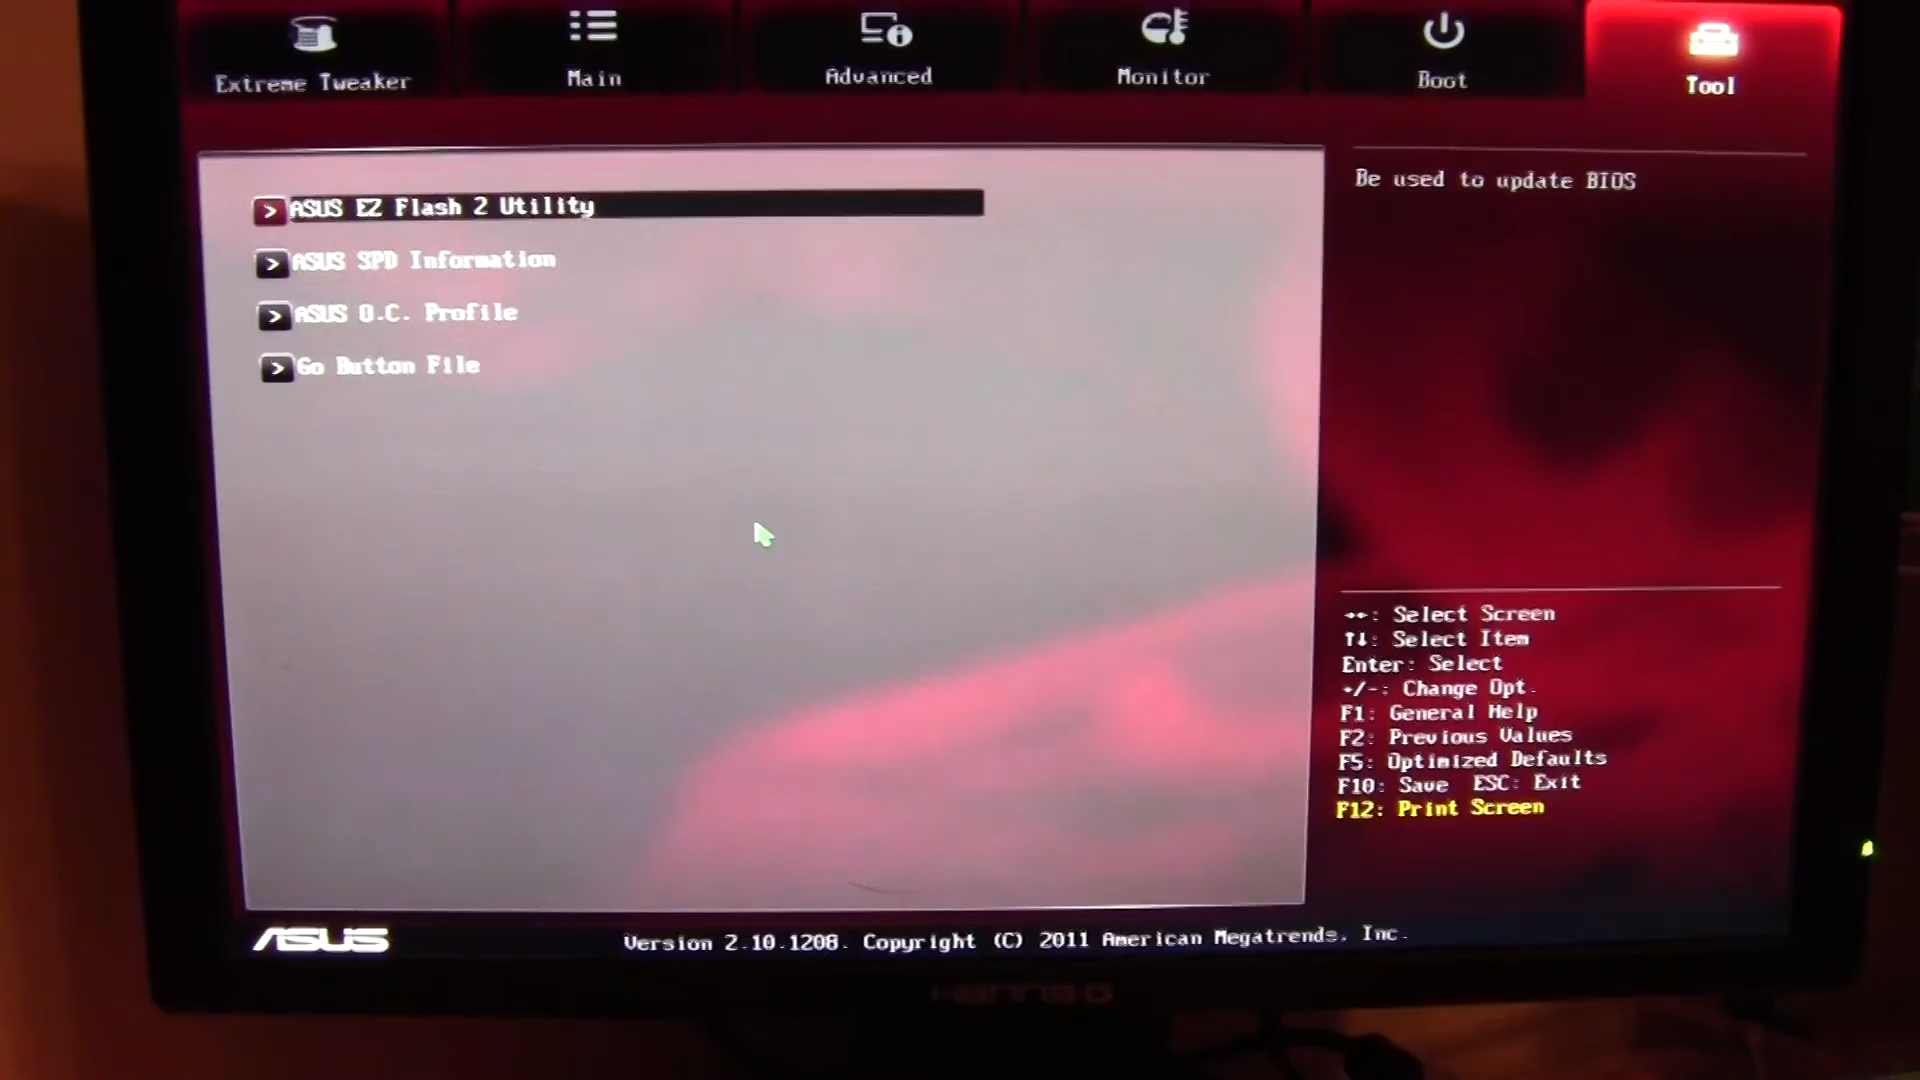 Extreme Tweaker
Main
Advanced
Monitor
Boot
Tool
ASUS EZ Flash 2 Utility
ASUS SPD Information
ASUS O.C. Profile
Go Button File
Be used to update BIOS
→←: Select Screen
↑↓: Select Item
Enter: Select
+/-: Change Opt.
F1: General Help
F2: Previous Values
F5: Optimized Defaults
F10: Save ESC: Exit
F12: Print Screen
ASUS
Version 2.10.1208. Copyright (C) 2011 American Megatrends, Inc.
HANNS-G